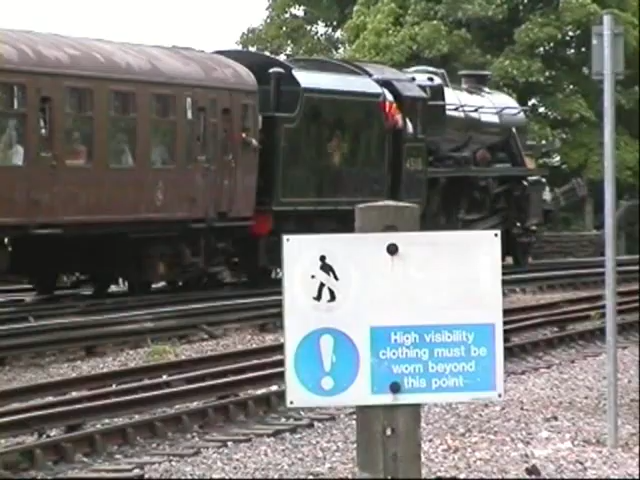 High visibility
clothing must be
worn beyond
this point